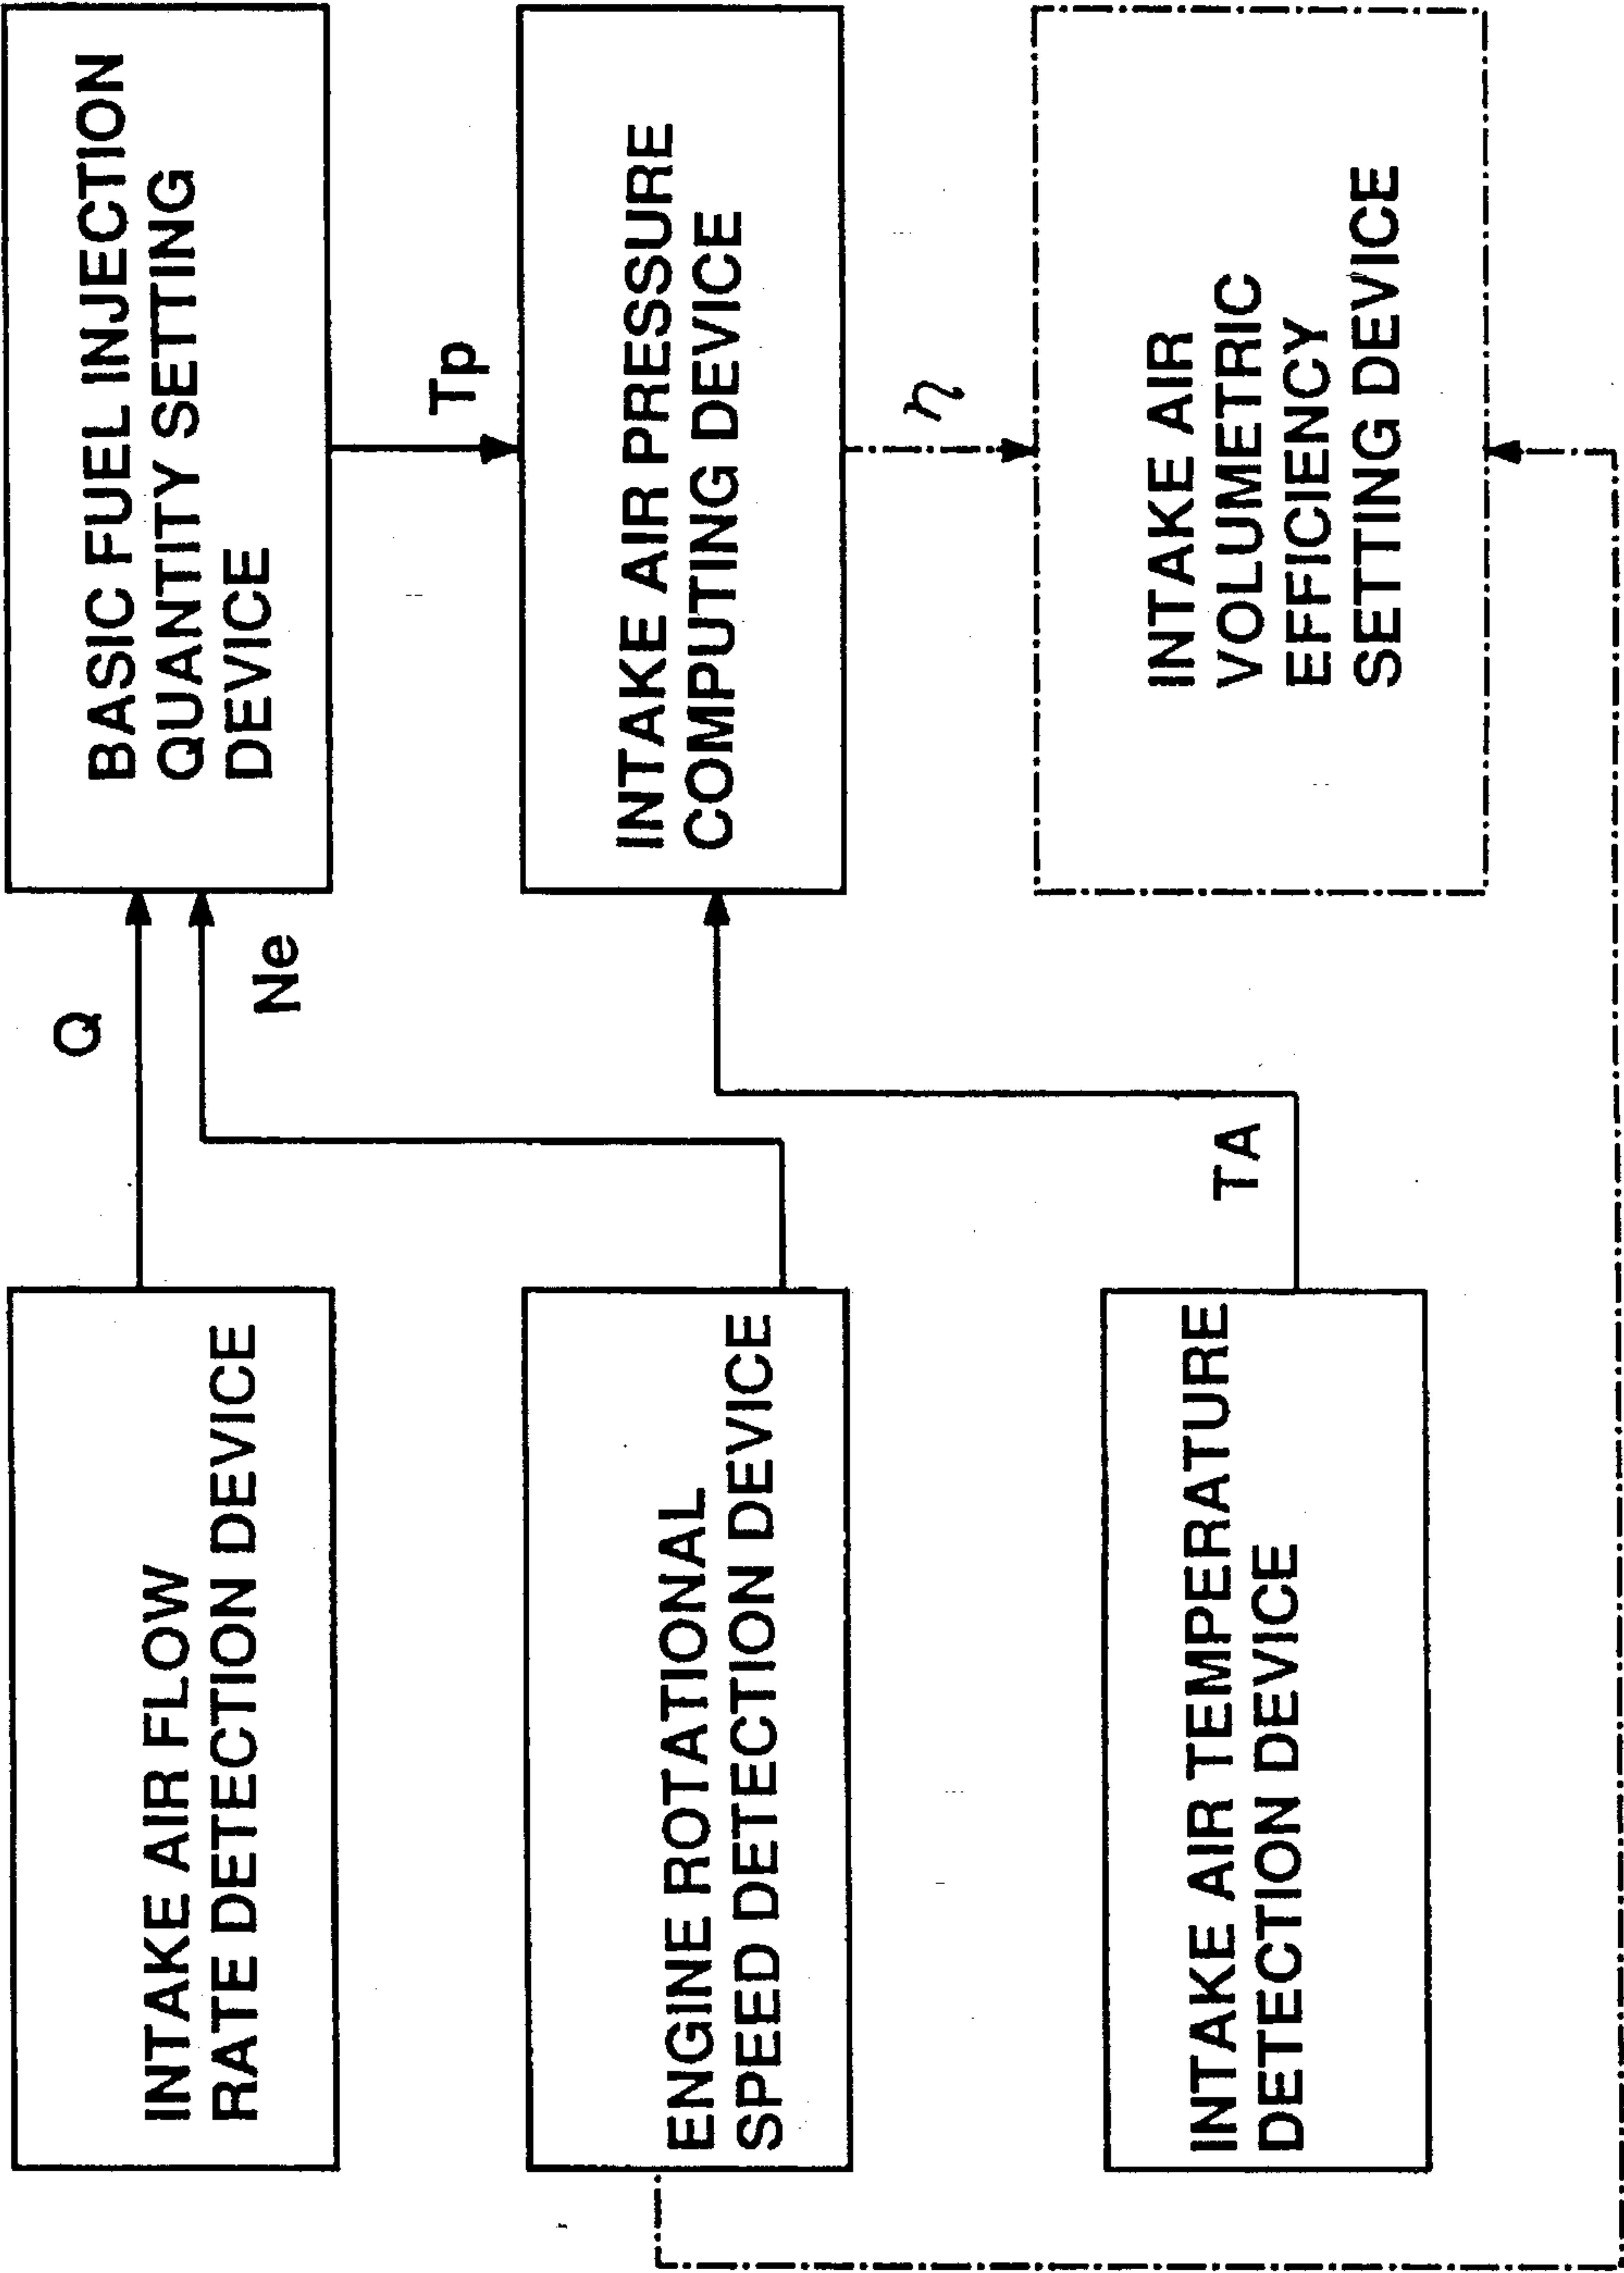 INTAKE AIR FLOW
RATE DETECTION DEVICE
Q
BASIC FUEL INJECTION
QUANTITY SETTING
DEVICE
Ne
Tp
ENGINE ROTATIONAL
SPEED DETECTION DEVICE
INTAKE AIR PRESSURE
COMPUTING DEVICE
η
INTAKE AIR TEMPERATURE
DETECTION DEVICE
TA
INTAKE AIR
VOLUMETRIC
EFFICIENCY
SETTING DEVICE